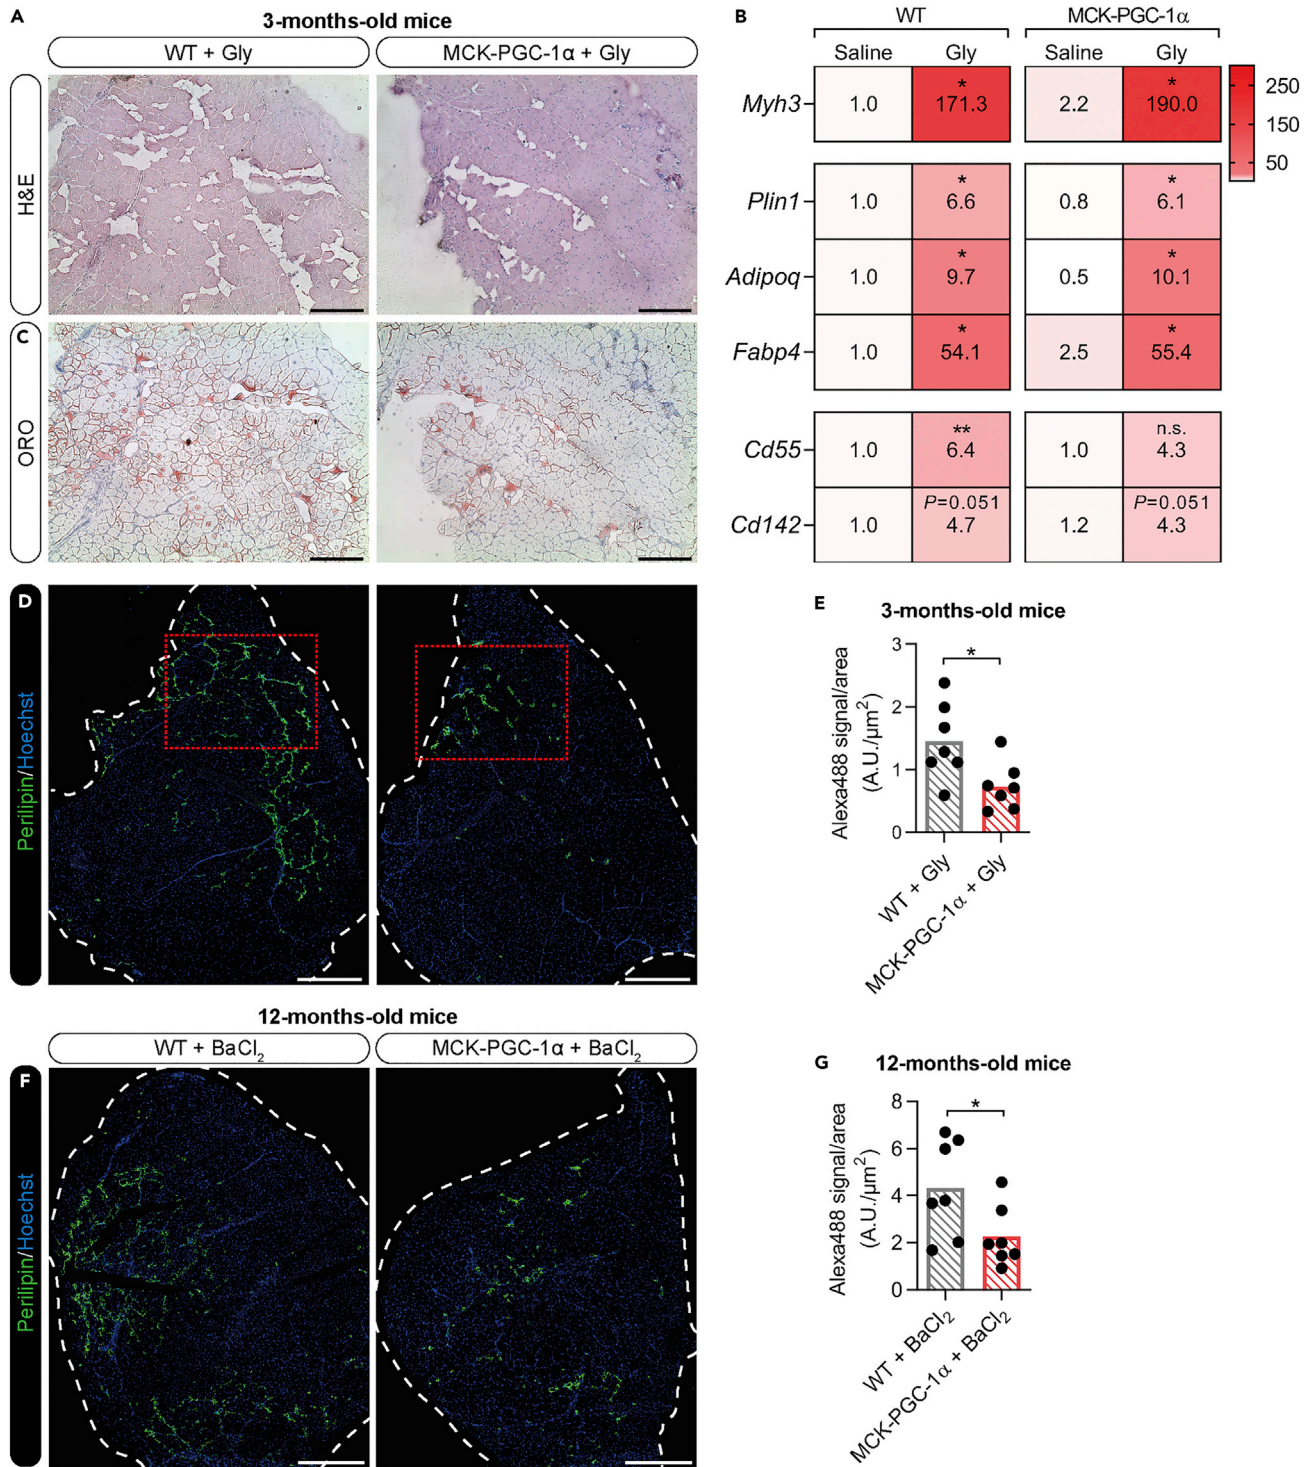 A
3-months-old mice
WT + Gly
MCK-PGC-1α + Gly
H&E
C
ORO
D
Perilipin/Hoechst
12-months-old mice
WT + BaCl₂
MCK-PGC-1α + BaCl₂
F
Perilipin/Hoechst
B
WT
MCK-PGC-1α
Saline
Gly
Saline
Gly
Myh3
1.0
*
171.3
2.2
*
190.0
250
150
50
Plin1
1.0
*
6.6
0.8
*
6.1
Adipoq
1.0
*
9.7
0.5
*
10.1
Fabp4
1.0
*
54.1
2.5
*
55.4
Cd55
1.0
**
6.4
1.0
n.s.
4.3
Cd142
1.0
P=0.051
4.7
1.2
P=0.051
4.3
E
3-months-old mice
Alexa488 signal/area
(A.U./µm²)
3
2
1
0
*
WT + Gly
MCK-PGC-1α + Gly
G
12-months-old mice
Alexa488 signal/area
(A.U./µm²)
8
6
4
2
0
*
WT + BaCl₂
MCK-PGC-1α + BaCl₂